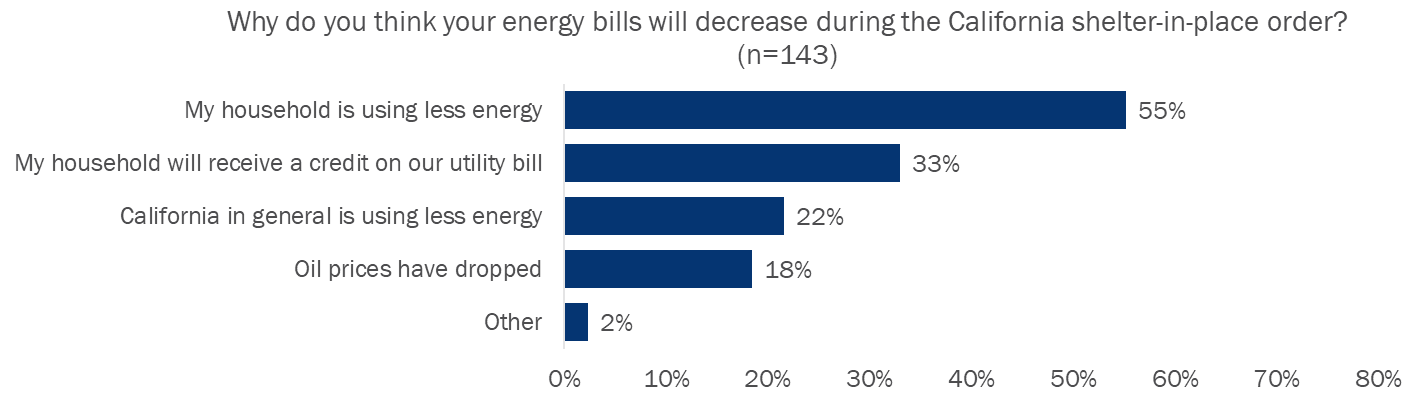 Why do you think your energy bills will decrease during the California shelter-in-place order?
(n=143)
My household is using less energy 55%
My household will receive a credit on our utility bill 33%
California in general is using less energy 22%
Oil prices have dropped 18%
Other 2%
0% 10% 20% 30% 40% 50% 60% 70% 80%